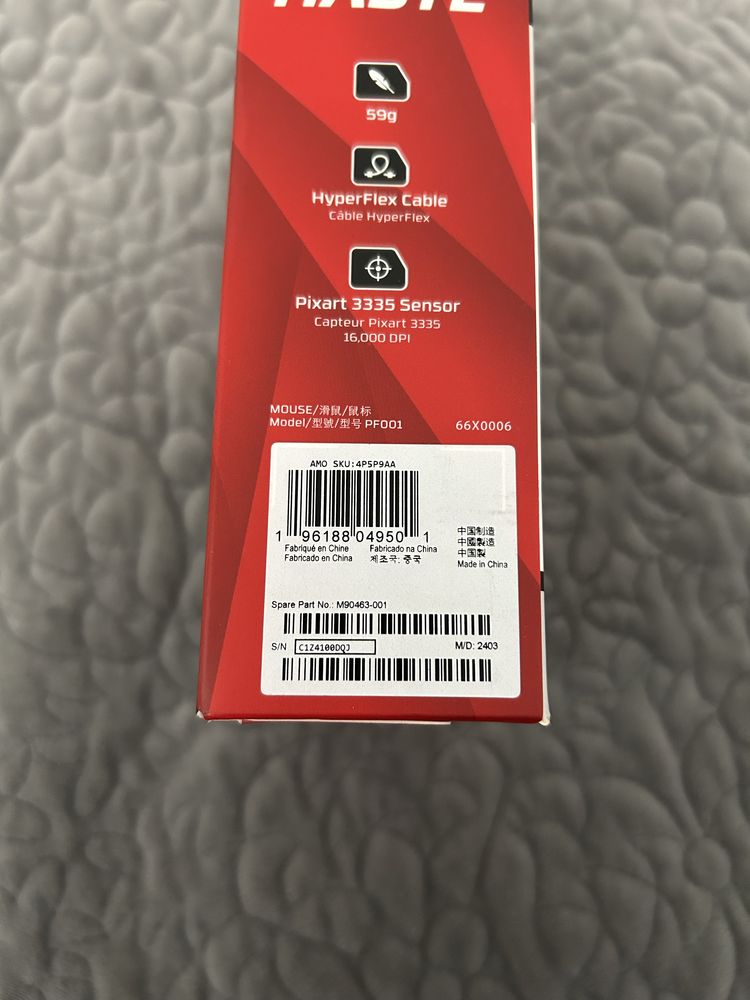 59g
HyperFlex Cable
Câble HyperFlex
Pixart 3335 Sensor
Capteur Pixart 3335
16,000 DPI
MOUSE/滑鼠/鼠标
Model/型號/型号 PF001 66X0006
AMO SKU:4P5P9AA
1 96188 04950 1
Fabriqué en Chine Fabricado na China
Fabricado en China 제조국: 중국
中国制造
中國製造
中国製
Made in China
Spare Part No.: M90463-001
S/N C1Z4100DQJ M/D: 2403